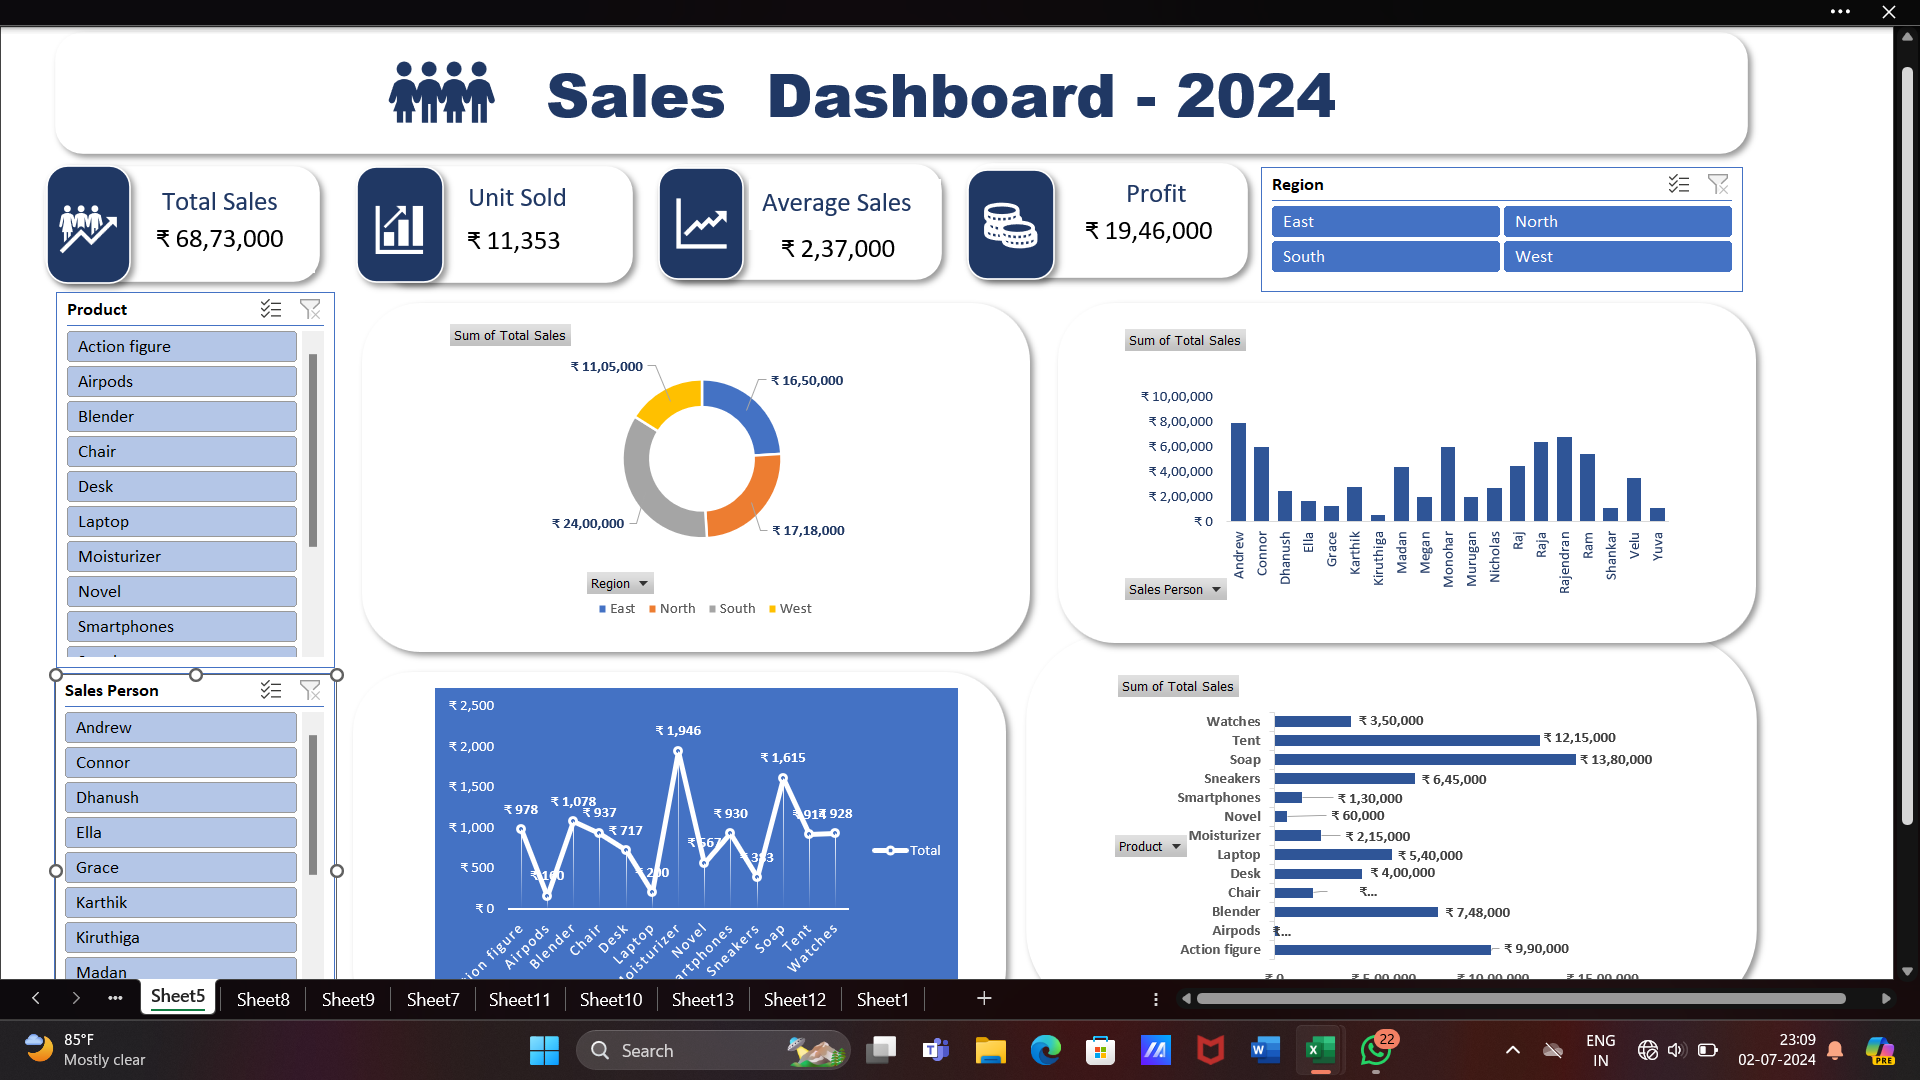 Sales Dashboard - 2024
Total Sales
₹ 68,73,000
Unit Sold
₹ 11,353
Average Sales
₹ 2,37,000
Profit
₹ 19,46,000
Region
East
North
South
West
Product
Action figure
Airpods
Blender
Chair
Desk
Laptop
Moisturizer
Novel
Smartphones
Sales Person
Andrew
Connor
Dhanush
Ella
Grace
Karthik
Kiruthiga
Madan
Sum of Total Sales
₹ 11,05,000
₹ 16,50,000
₹ 24,00,000
₹ 17,18,000
Region
East North South West
Sum of Total Sales
₹ 10,00,000
₹ 8,00,000
₹ 6,00,000
₹ 4,00,000
₹ 2,00,000
₹ 0
Andrew
Connor
Dhanush
Ella
Grace
Karthik
Kiruthiga
Madan
Megan
Monohar
Murugan
Nicholas
Raj
Raja
Rajendran
Ram
Shankar
Velu
Yuva
Sales Person
₹ 2,500
₹ 2,000
₹ 1,500
₹ 1,000
₹ 500
₹ 0
₹ 978
₹ 160
₹ 1,078
₹ 937
₹ 717
₹ 200
₹ 1,946
₹ 567
₹ 930
₹ 383
₹ 1,615
₹ 914
₹ 928
Total
ion figure
Airpods
Blender
Chair
Desk
Laptop
oisturizer
Novel
artphones
Sneakers
Soap
Tent
Watches
Sum of Total Sales
Watches ₹ 3,50,000
Tent ₹ 12,15,000
Soap ₹ 13,80,000
Sneakers ₹ 6,45,000
Smartphones ₹ 1,30,000
Novel ₹ 60,000
Moisturizer ₹ 2,15,000
Product
Laptop ₹ 5,40,000
Desk ₹ 4,00,000
Chair ₹...
Blender ₹ 7,48,000
Airpods ₹...
Action figure ₹ 9,90,000
₹ 0 ₹ 5,00,000 ₹ 10,00,000 ₹ 15,00,000
Sheet5 Sheet8 Sheet9 Sheet7 Sheet11 Sheet10 Sheet13 Sheet12 Sheet1
85°F
Mostly clear
Search
22
ENG
IN
23:09
02-07-2024
PRE